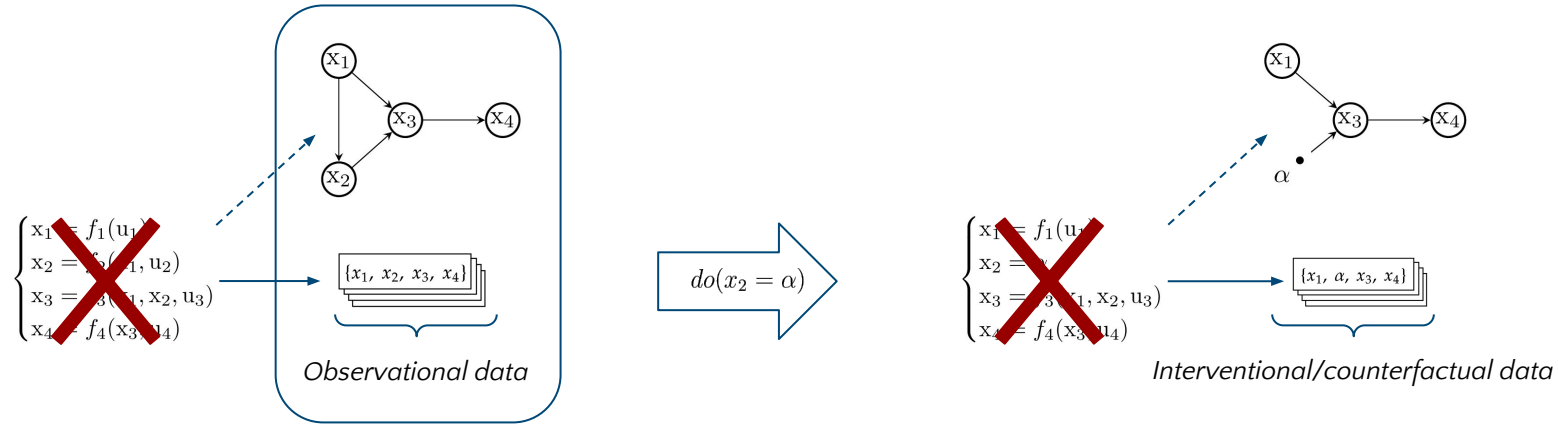 x₁
x₃
x₄
x₂
x₁ = f₁(u₁)
x₂ = f₂(x₁, u₂)
x₃ = f₃(x₁, x₂, u₃)
x₄ = f₄(x₃, u₄)
{x₁, x₂, x₃, x₄}
Observational data
do(x₂ = α)
x₁
x₃
x₄
α
x₁ = f₁(u₁)
x₂ = α
x₃ = f₃(x₁, x₂, u₃)
x₄ = f₄(x₃, u₄)
{x₁, α, x₃, x₄}
Interventional/counterfactual data